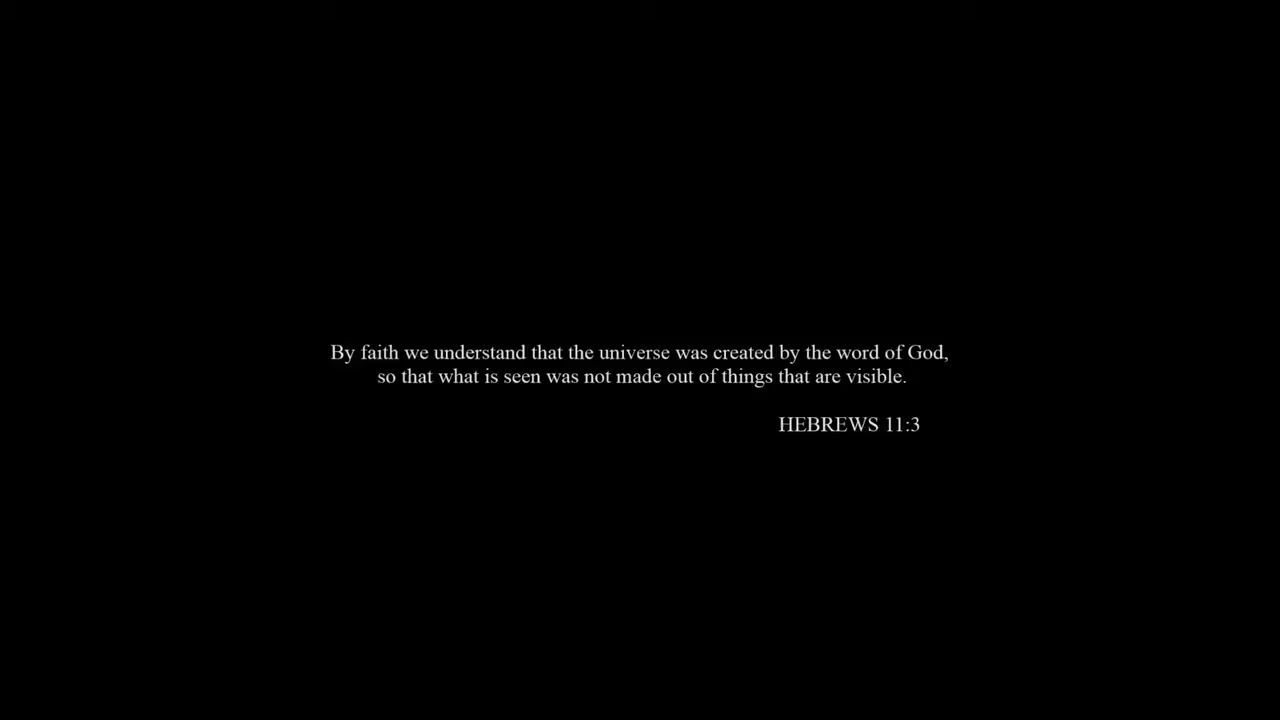 By faith we understand that the universe was created by the word of God,
so that what is seen was not made out of things that are visible.
HEBREWS 11:3